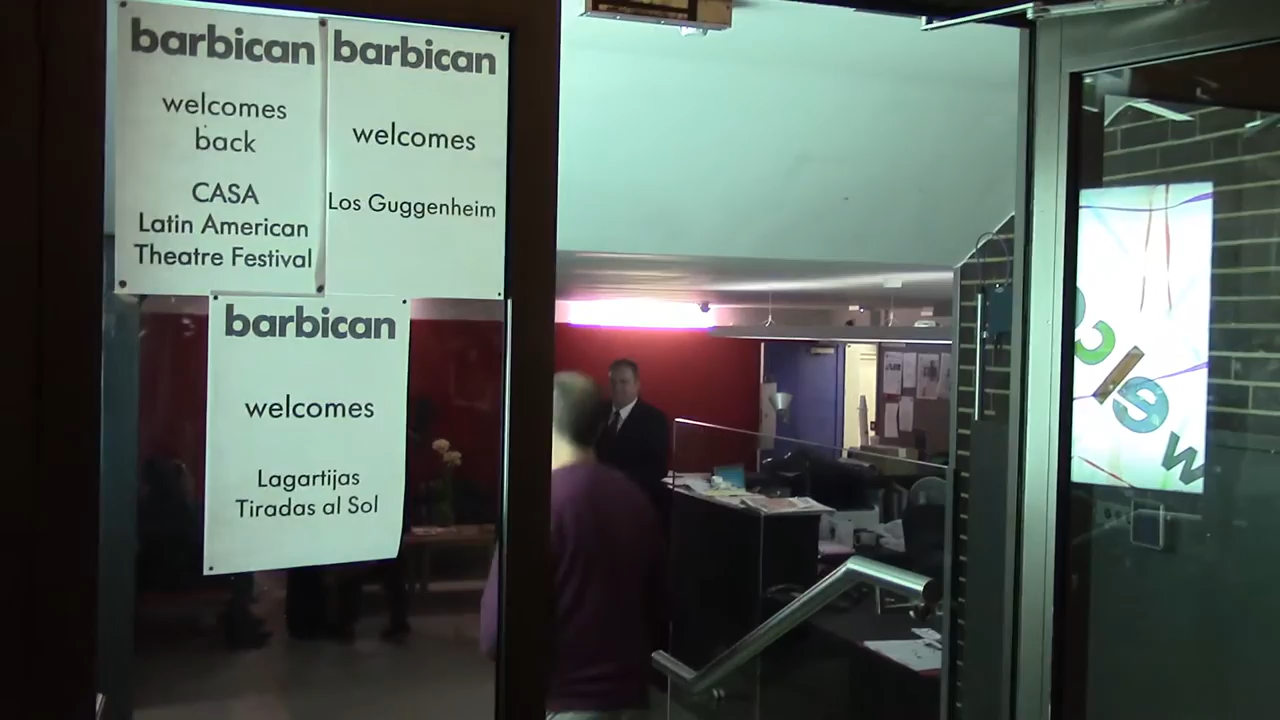 barbican
welcomes
back
CASA
Latin American
Theatre Festival
barbican
welcomes
Los Guggenheim
barbican
welcomes
Lagartijas
Tiradas al Sol